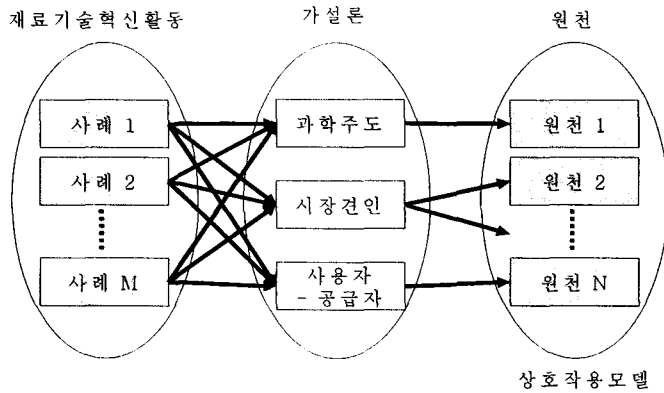 재료기술혁신활동
가설론
원천
사례 1
사례 2
사례 M
과학주도
시장견인
사용자
- 공급자
원천 1
원천 2
원천 N
상호작용모델